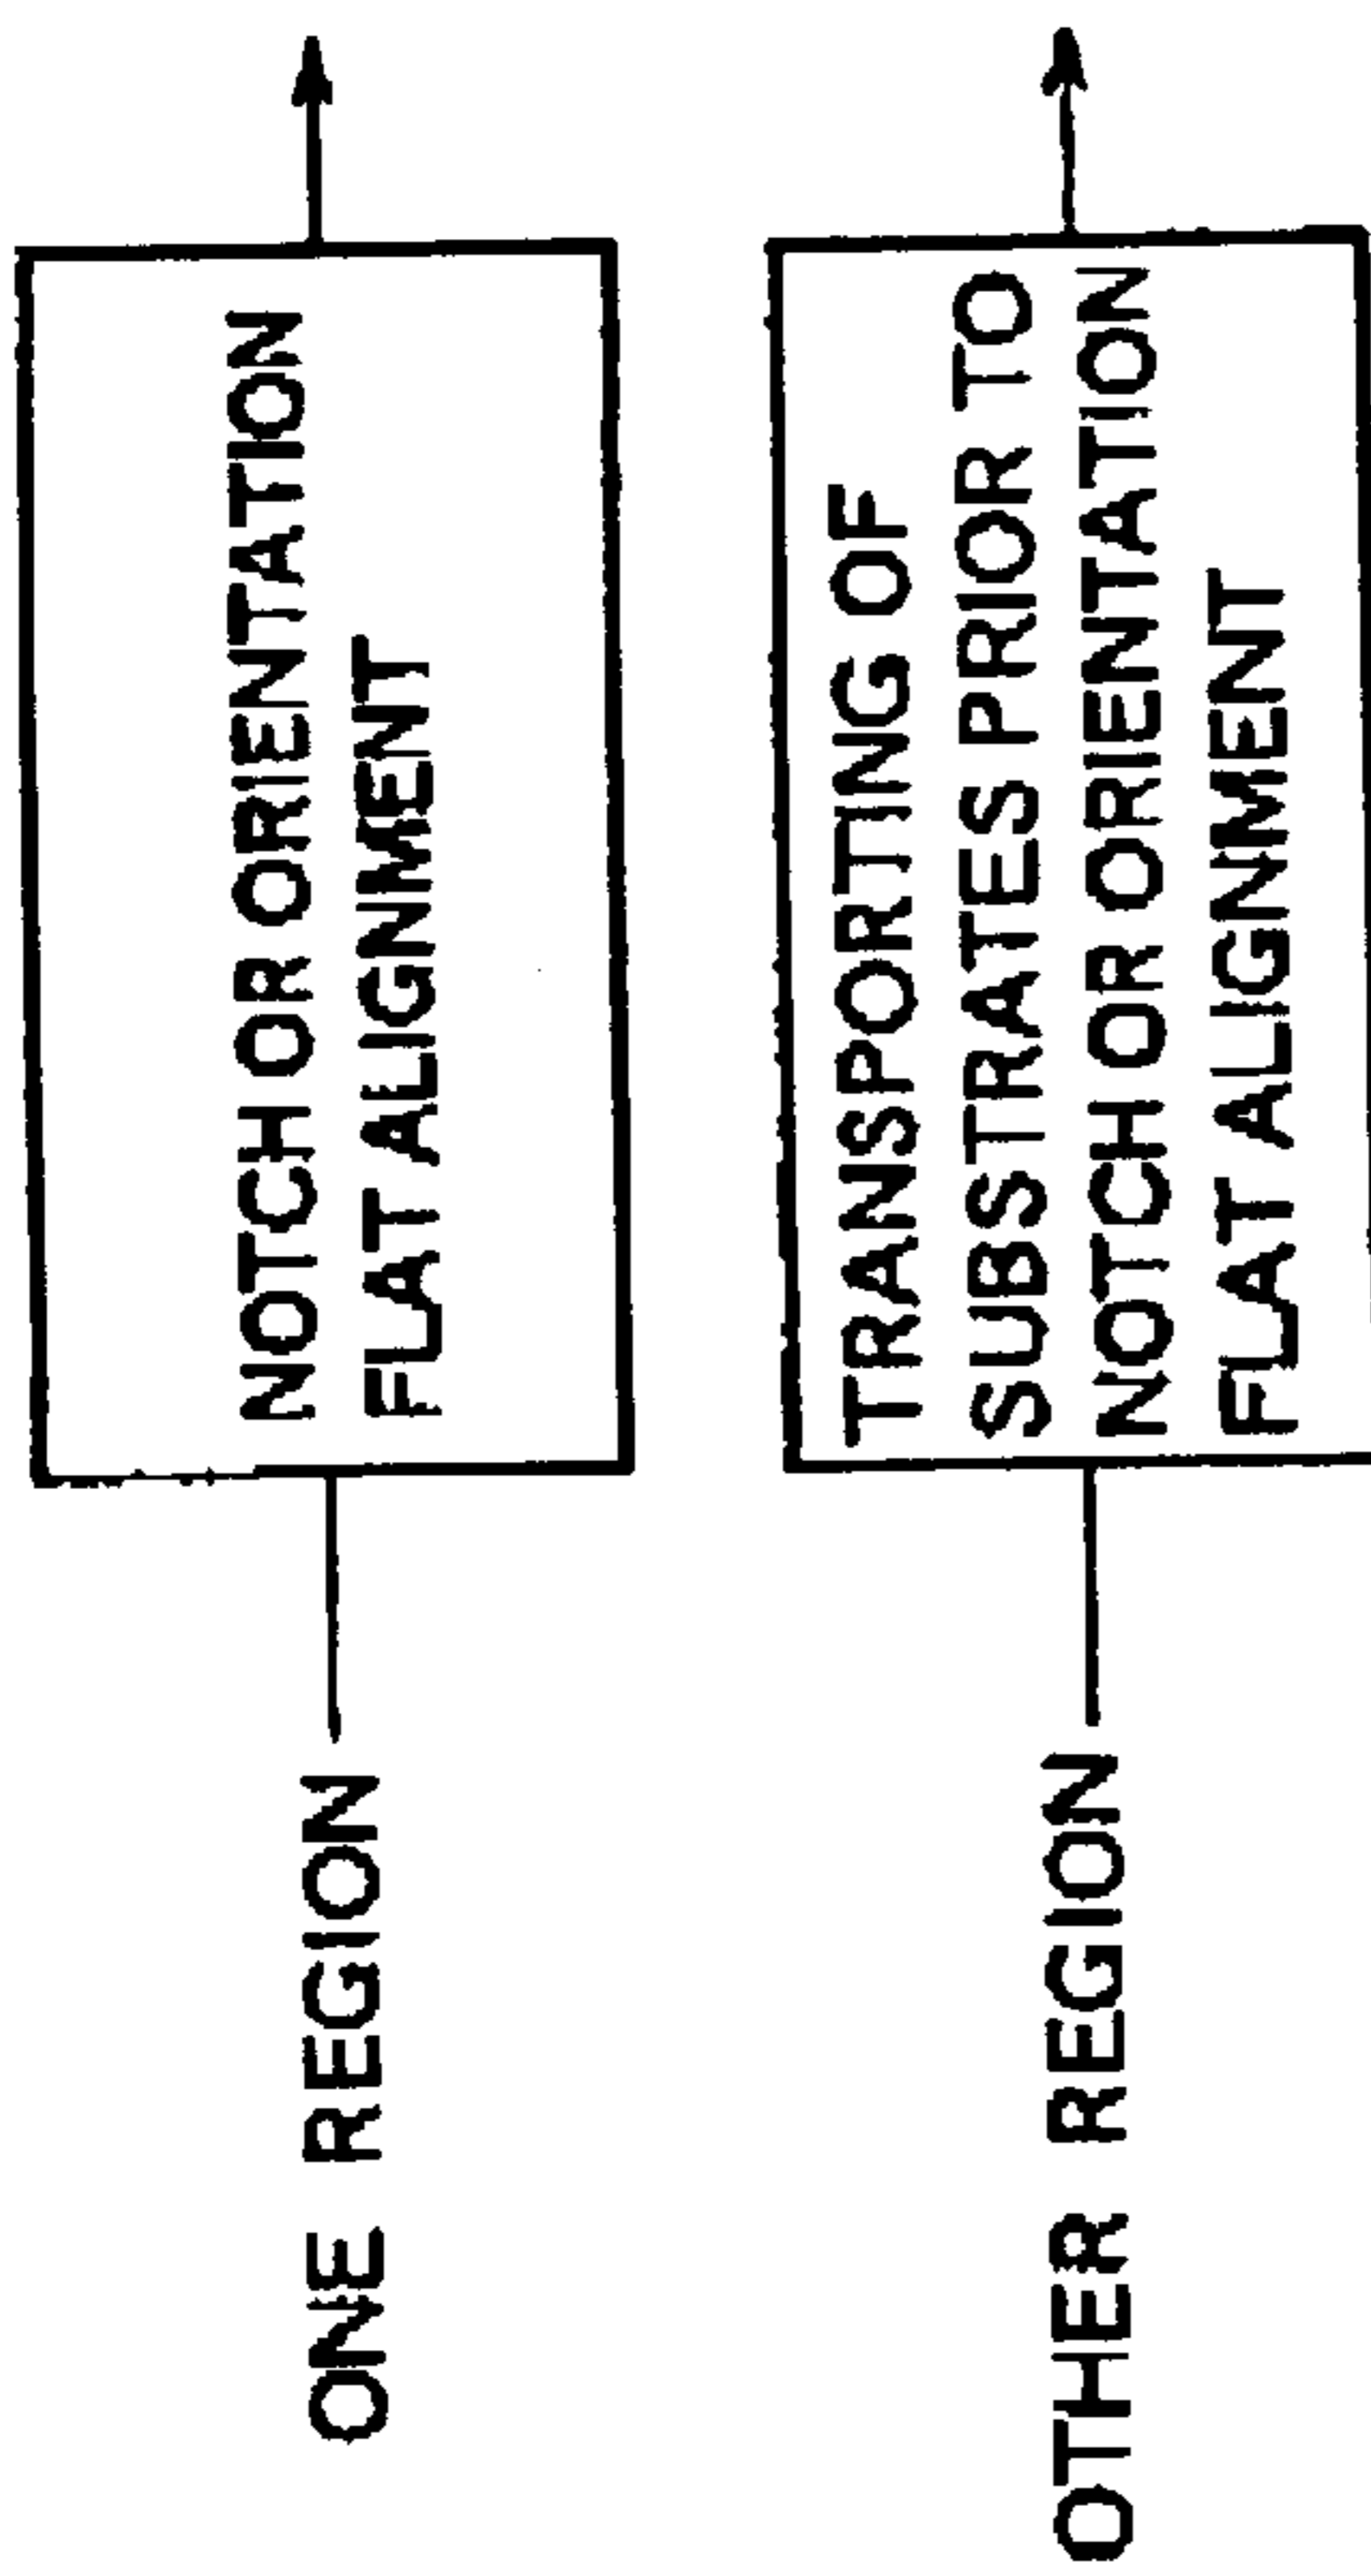 ONE REGION
NOTCH OR ORIENTATION
FLAT ALIGNMENT
OTHER REGION
TRANSPORTING OF
SUBSTRATES PRIOR TO
NOTCH OR ORIENTATION
FLAT ALIGNMENT